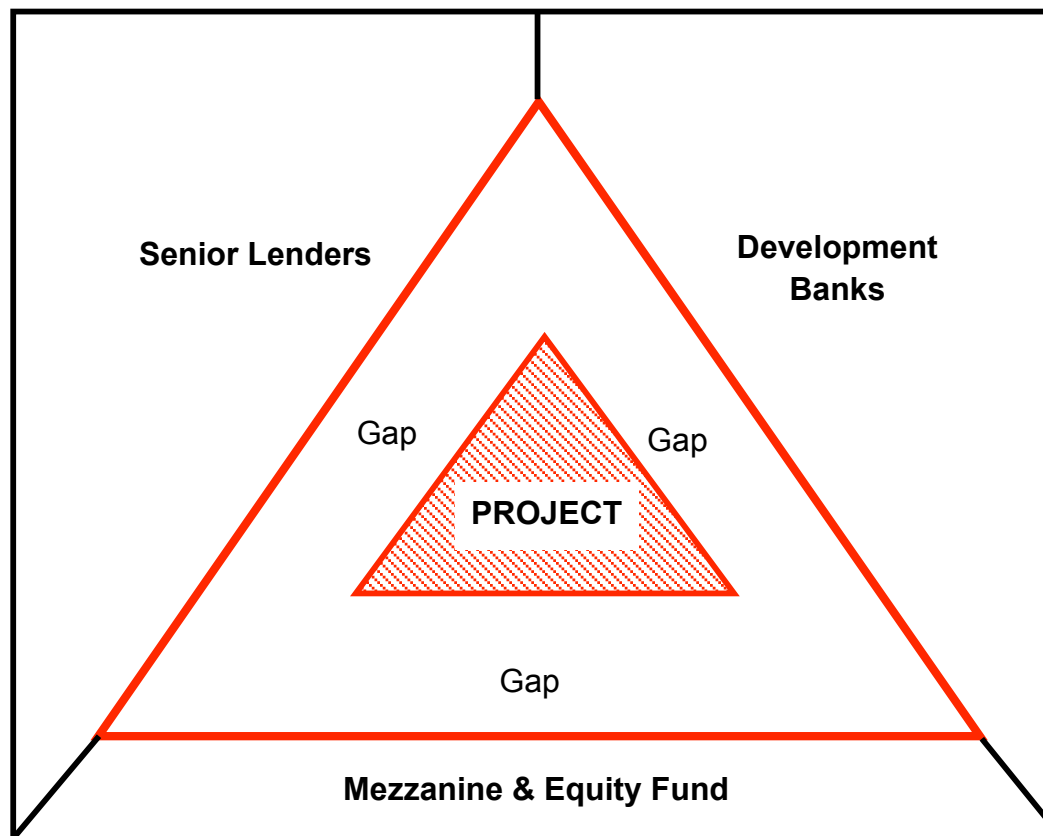 Senior Lenders
Development
Banks
Gap
Gap
PROJECT
Gap
Mezzanine & Equity Fund